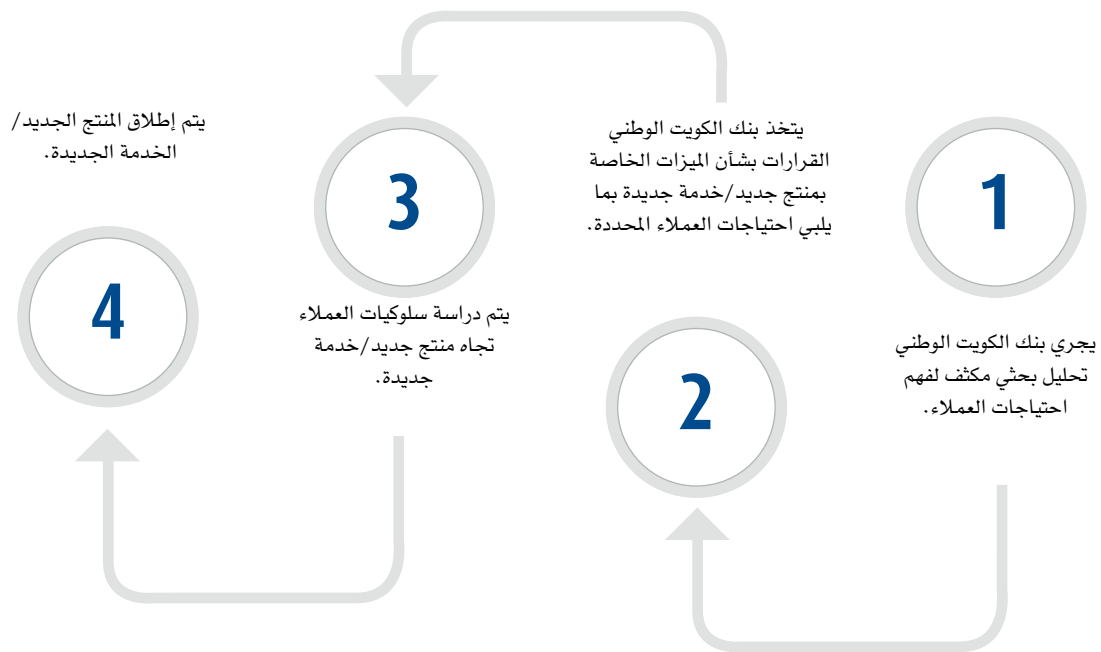 1
يجري بنك الكويت الوطني
تحليل بحثي مكثف لفهم
احتياجات العملاء.
2
يتخذ بنك الكويت الوطني
القرارات بشأن الميزات الخاصة
بمنتج جديد/خدمة جديدة بما
يلبي احتياجات العملاء المحددة.
3
يتم دراسة سلوكيات العملاء
تجاه منتج جديد/خدمة
جديدة.
4
يتم إطلاق المنتج الجديد/
الخدمة الجديدة.